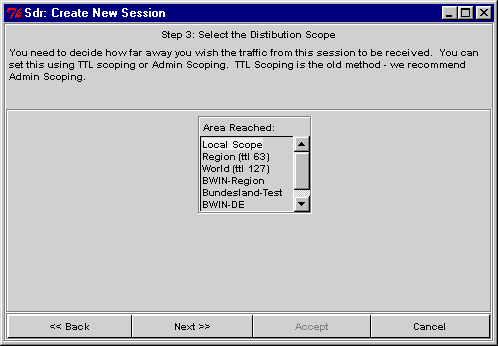 Sdr: Create New Session
Step 3: Select the Distibution Scope
You need to decide how far away you wish the traffic from this session to be received. You can
set this using TTL scoping or Admin Scoping. TTL Scoping is the old method - we recommend
Admin Scoping.
Area Reached:
Local Scope
Region (ttl 63)
World (ttl 127)
BWIN-Region
Bundesland-Test
BWIN-DE
<< Back
Next >>
Accept
Cancel